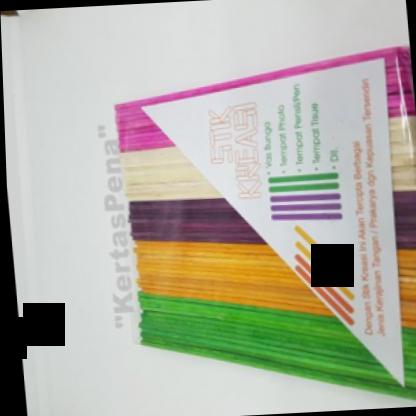 "KertasPena"
STIK
KREASI
• Vas Bunga
• Tempat Photo
• Tempat Pensil/Pen
• Tempat Tisue
• Dll.
Dengan Stik Kreasi Ini Akan Tercipta Berbagai
Jenis Kerajinan Tangan / Prakarya dgn Kepuasan Tersendiri